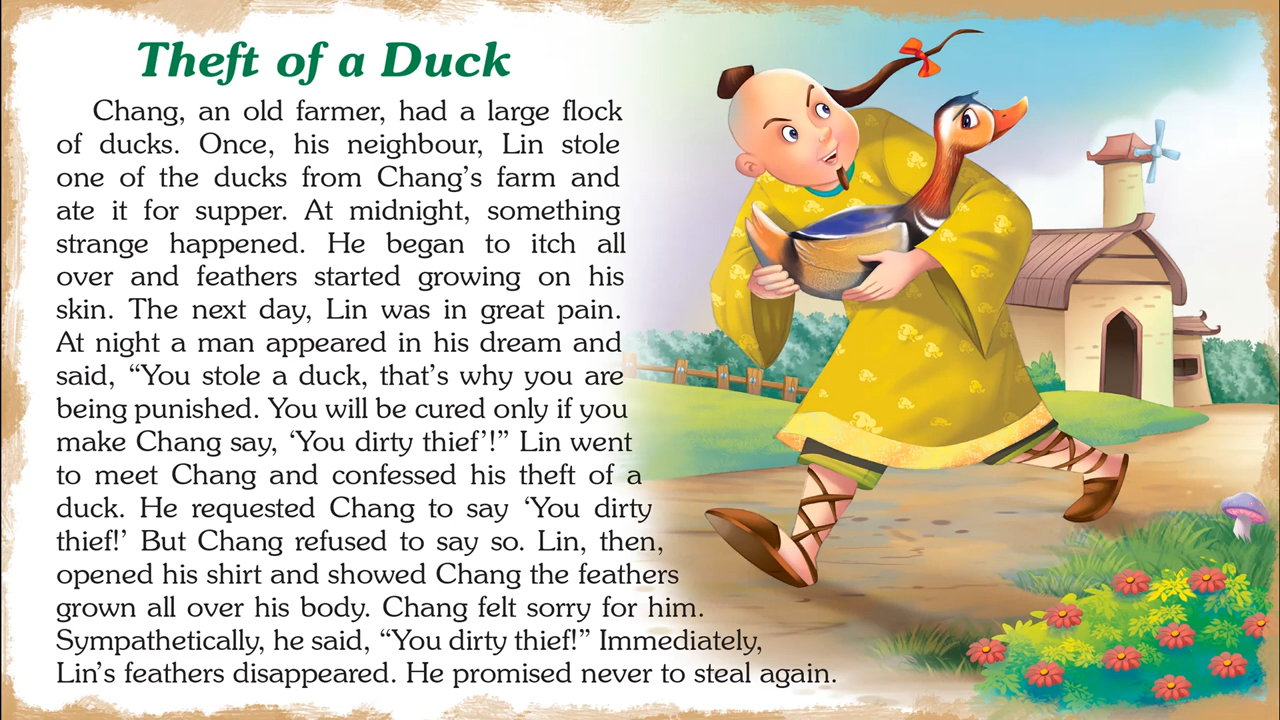 Theft of a Duck
Chang, an old farmer, had a large flock
of ducks. Once, his neighbour, Lin stole
one of the ducks from Chang’s farm and
ate it for supper. At midnight, something
strange happened. He began to itch all
over and feathers started growing on his
skin. The next day, Lin was in great pain.
At night a man appeared in his dream and
said, “You stole a duck, that’s why you are
being punished. You will be cured only if you
make Chang say, ‘You dirty thief’!” Lin went
to meet Chang and confessed his theft of a
duck. He requested Chang to say ‘You dirty
thief!’ But Chang refused to say so. Lin, then,
opened his shirt and showed Chang the feathers
grown all over his body. Chang felt sorry for him.
Sympathetically, he said, “You dirty thief!” Immediately,
Lin’s feathers disappeared. He promised never to steal again.